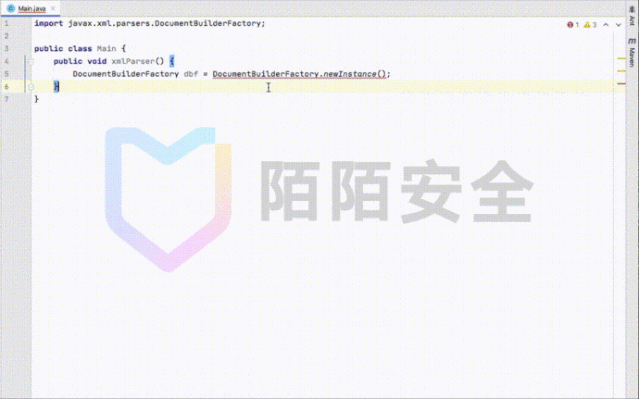 Main.java
1 import javax.xml.parsers.DocumentBuilderFactory;
2
3 public class Main {
4 public void xmlParser() {
5 DocumentBuilderFactory dbf = DocumentBuilderFactory.newInstance();
6 }
7 }
1 3
Ant
m
Maven
陌陌安全